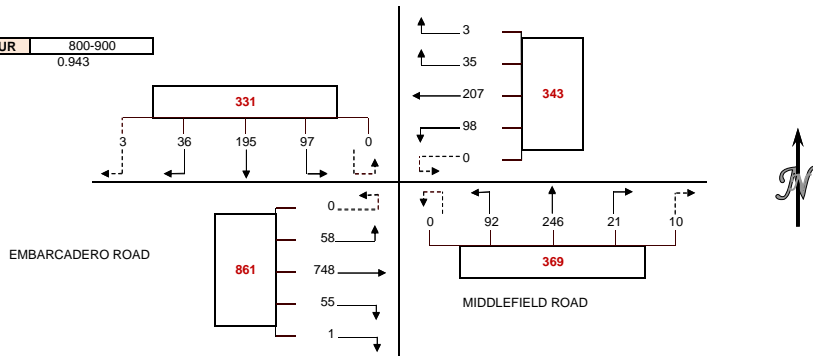 UR 800-900
0.943
3
35
207
98
0
343
331
3 36 195 97 0
0
58
748
55
1
861
EMBARCADERO ROAD
0 92 246 21 10
369
MIDDLEFIELD ROAD
N